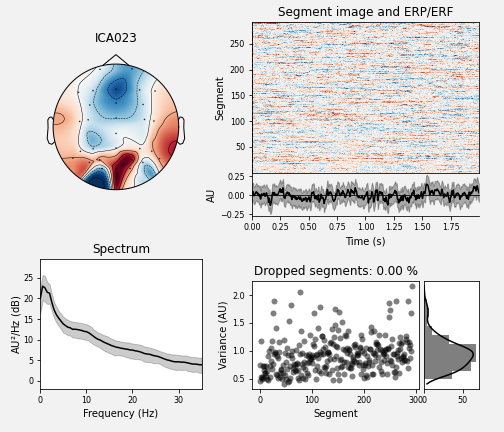 ICA023
Segment image and ERP/ERF
Segment
250
200
150
100
50
AU
0.25
0.00
−0.25
0.00 0.25 0.50 0.75 1.00 1.25 1.50 1.75
Time (s)
Spectrum
AU²/Hz (dB)
25
20
15
10
5
0
0 10 20 30
Frequency (Hz)
Dropped segments: 0.00 %
Variance (AU)
2.0
1.5
1.0
0.5
0 100 200 300
Segment
0 50